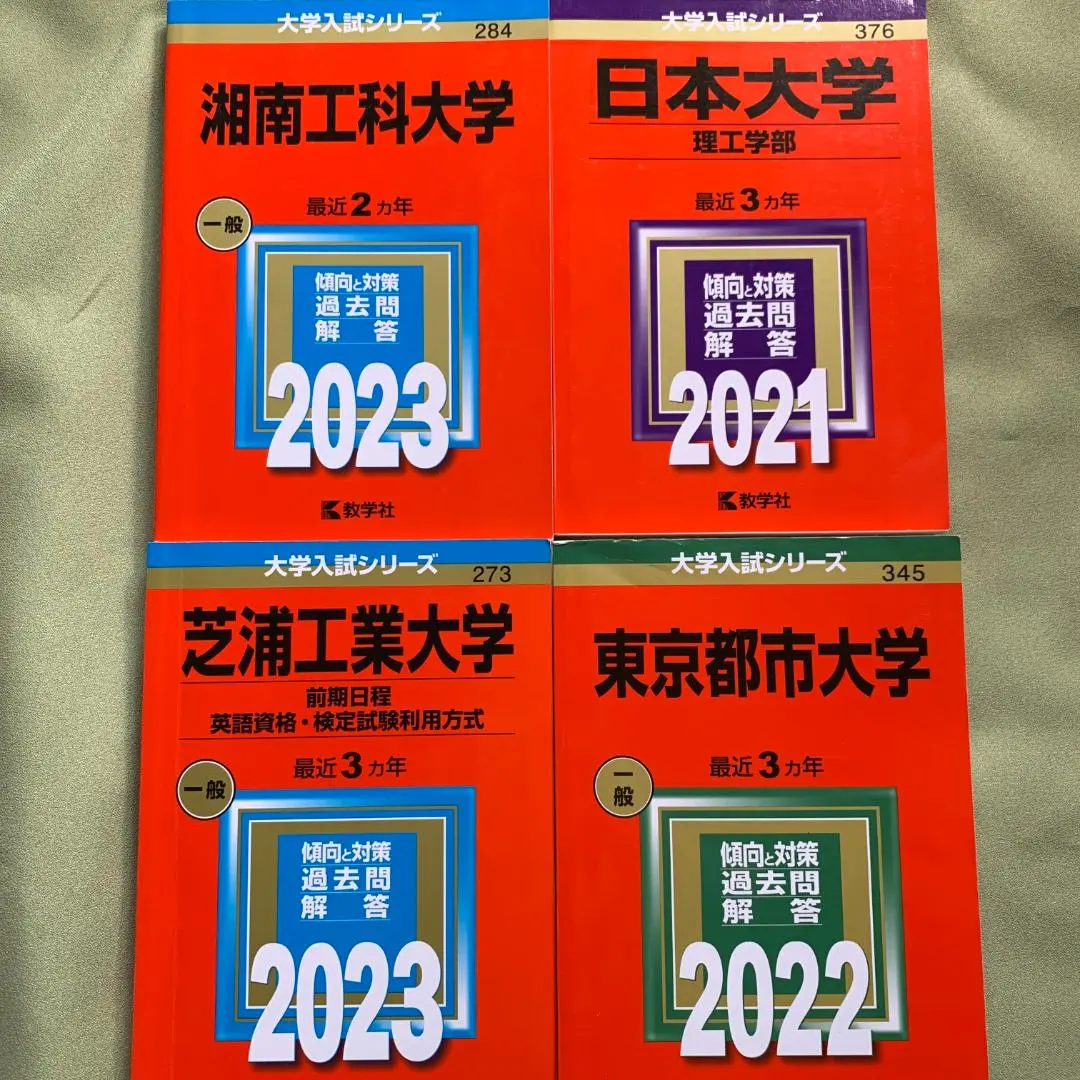 大学入試シリーズ
284
湘南工科大学
最近2カ年
一般
傾向と対策
過去問
解答
2023
教学社
大学入試シリーズ
376
日本大学
理工学部
最近3カ年
傾向と対策
過去問
解答
2021
教学社
大学入試シリーズ
273
芝浦工業大学
前期日程
英語資格・検定試験利用方式
最近3カ年
一般
傾向と対策
過去問
解答
2023
大学入試シリーズ
345
東京都市大学
最近3カ年
一般
傾向と対策
過去問
解答
2022